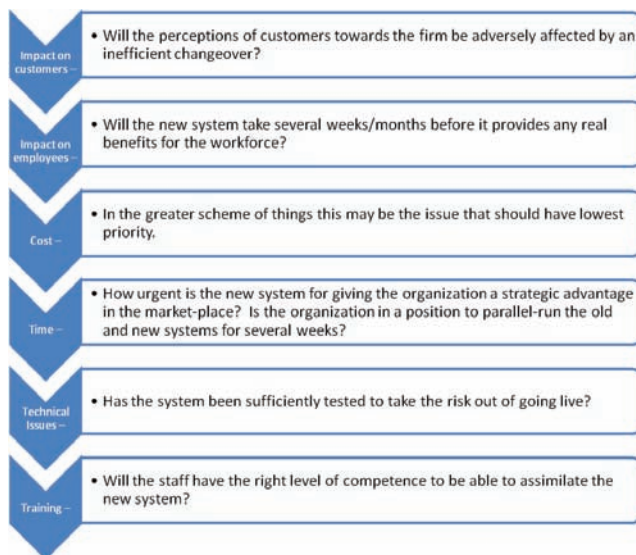 Impact on
customers –
• Will the perceptions of customers towards the firm be adversely affected by an
inefficient changeover?
Impact on
employees –
• Will the new system take several weeks/months before it provides any real
benefits for the workforce?
Cost –
• In the greater scheme of things this may be the issue that should have lowest
priority.
Time –
• How urgent is the new system for giving the organization a strategic advantage
in the market-place?  Is the organization in a position to parallel-run the old
and new systems for several weeks?
Technical
Issues –
• Has the system been sufficiently tested to take the risk out of going live?
Training –
• Will the staff have the right level of competence to be able to assimilate the
new system?